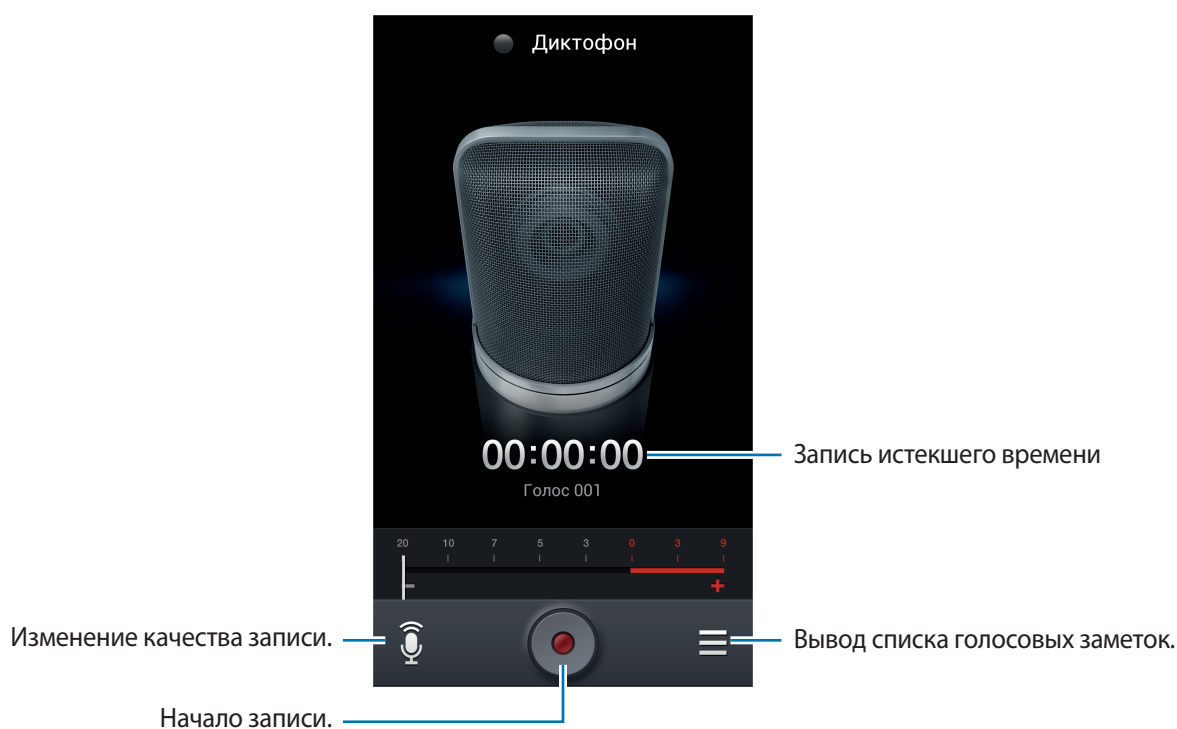 Диктофон
00:00:00
Запись истекшего времени
Голос 001
20 10 7 5 3 0 3 9
− +
Изменение качества записи.
Вывод списка голосовых заметок.
Начало записи.